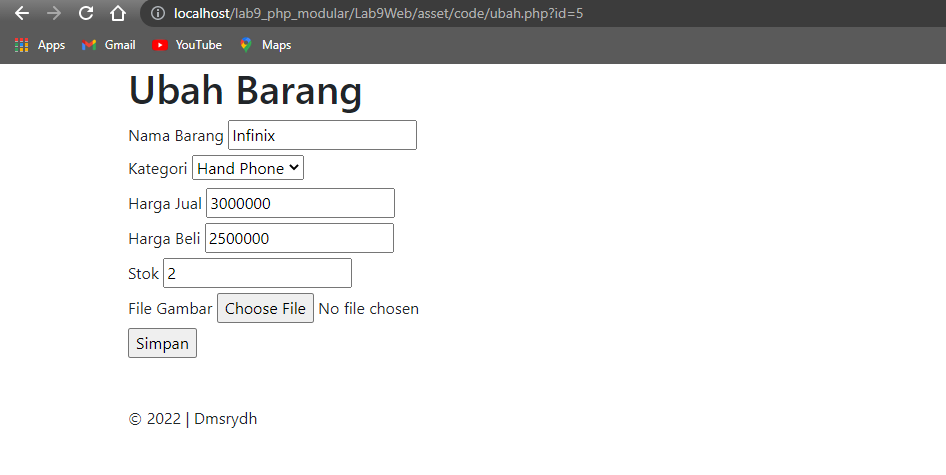 localhost/lab9_php_modular/Lab9Web/asset/code/ubah.php?id=5
Apps Gmail YouTube Maps
Ubah Barang
Nama Barang Infinix
Kategori Hand Phone
Harga Jual 3000000
Harga Beli 2500000
Stok 2
File Gambar Choose File No file chosen
Simpan
© 2022 | Dmsrydh